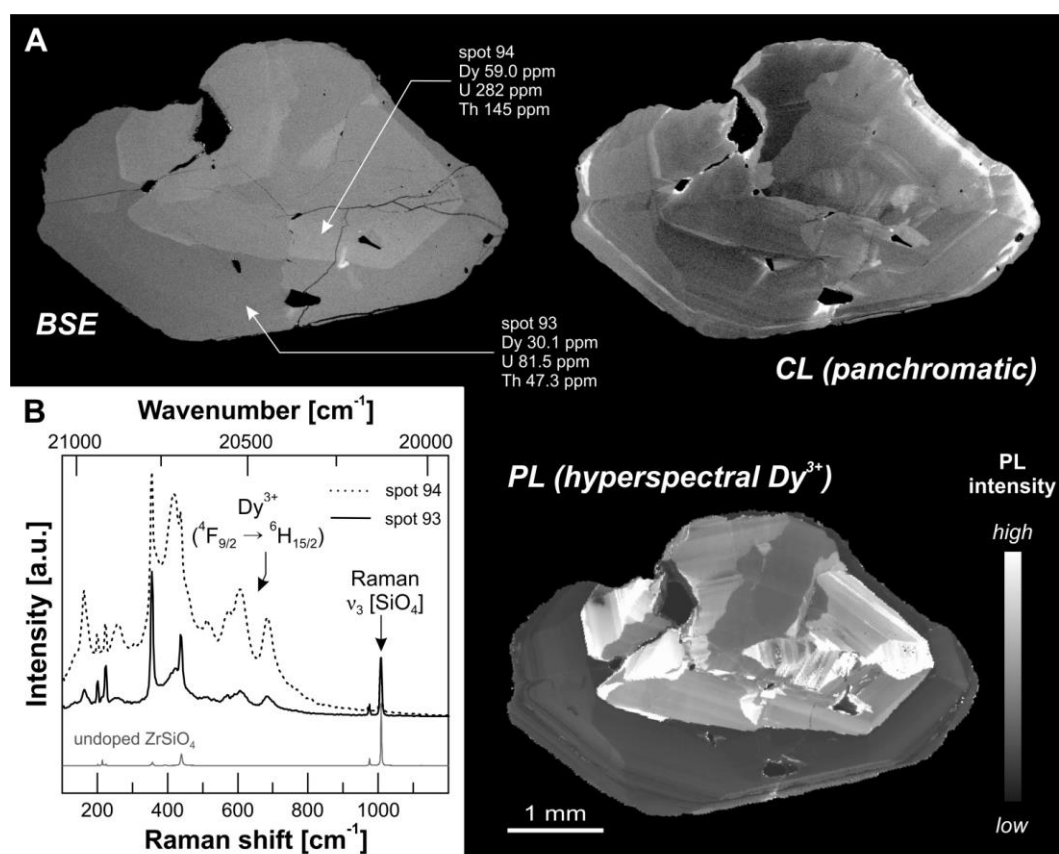 A
spot 94
Dy 59.0 ppm
U 282 ppm
Th 145 ppm
BSE
spot 93
Dy 30.1 ppm
U 81.5 ppm
Th 47.3 ppm
CL (panchromatic)
B
Wavenumber [cm⁻¹]
21000 20500 20000
spot 94
spot 93
Dy³⁺
(⁴F₉/₂ → ⁶H₁₅/₂)
Raman
ν₃ [SiO₄]
Intensity [a.u.]
undoped ZrSiO₄
200 400 600 800 1000
Raman shift [cm⁻¹]
PL (hyperspectral Dy³⁺)
PL
intensity
high
low
1 mm